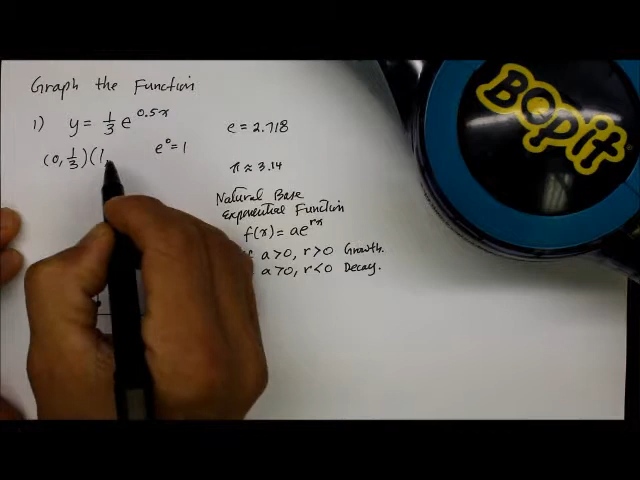 Graph the Function
1) y = 1/3 e^0.5x
(0, 1/3) (1,
e^0 = 1
e = 2.718
π ≈ 3.14
Natural Base
Exponential Function
f(x) = ae^rx
a > 0, r > 0 Growth.
a > 0, r < 0 Decay.
BOPit